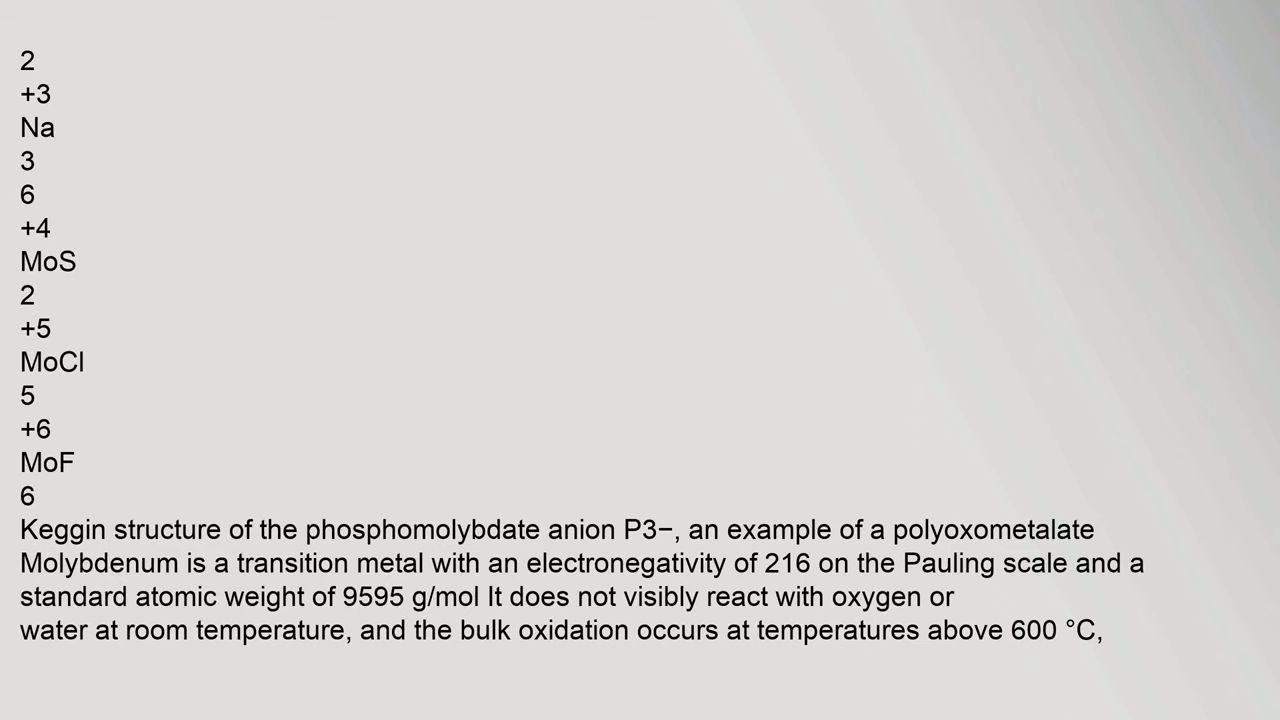 2
+3
Na
3
6
+4
MoS
2
+5
MoCl
5
+6
MoF
6
Keggin structure of the phosphomolybdate anion P3−, an example of a polyoxometalate
Molybdenum is a transition metal with an electronegativity of 216 on the Pauling scale and a
standard atomic weight of 9595 g/mol It does not visibly react with oxygen or
water at room temperature, and the bulk oxidation occurs at temperatures above 600 °C,